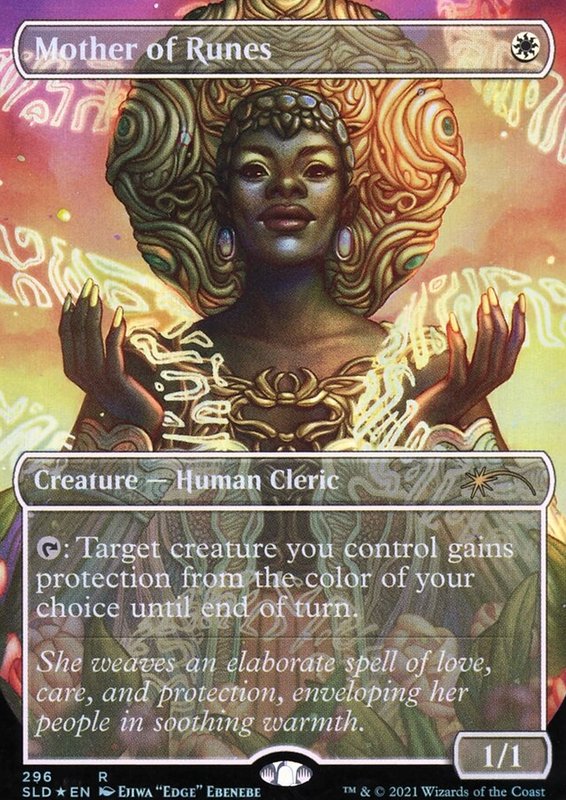 Mother of Runes
Creature — Human Cleric
: Target creature you control gains
protection from the color of your
choice until end of turn.
She weaves an elaborate spell of love,
care, and protection, enveloping her
people in soothing warmth.
1/1
296 R
SLD ★ EN Ejiwa "Edge" Ebenebe
™ & © 2021 Wizards of the Coast